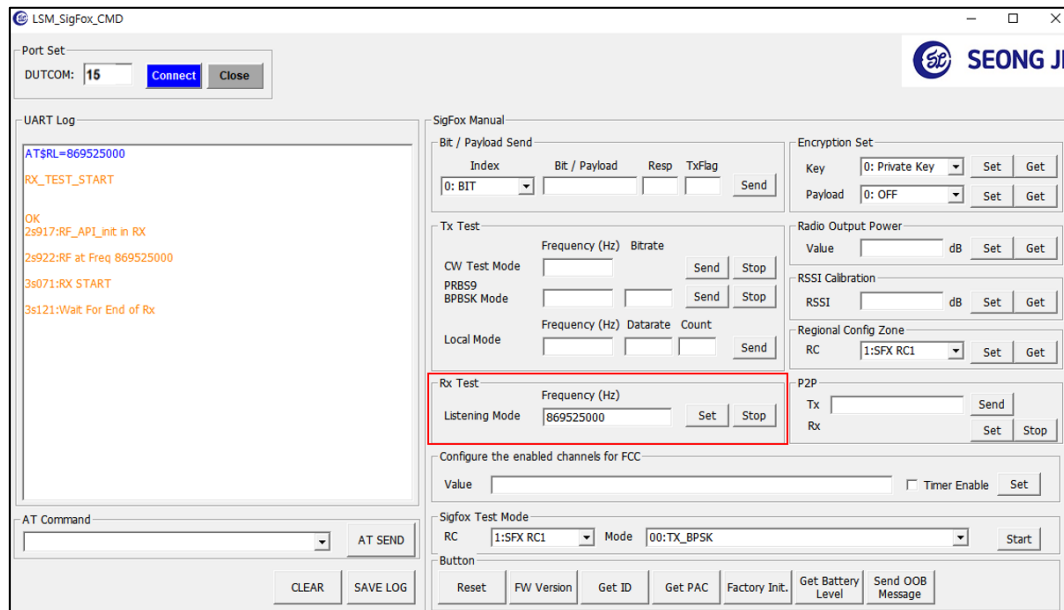 LSM_SigFox_CMD
Port Set
DUTCOM: 15 Connect Close
SEONG
UART Log
AT$RL=869525000
RX_TEST_START
OK
2s917:RF_API_init in RX
2s922:RF at Freq 869525000
3s071:RX START
3s121:Wait For End of Rx
AT Command
AT SEND
CLEAR SAVE LOG
SigFox Manual
Bit / Payload Send
Index Bit / Payload Resp TxFlag
0: BIT Send
Tx Test
Frequency (Hz) Bitrate
CW Test Mode Send Stop
PRBS9
BPBSK Mode Send Stop
Frequency (Hz) Datarate Count
Local Mode Send
Rx Test
Frequency (Hz)
Listening Mode 869525000 Set Stop
Encryption Set
Key 0: Private Key Set Get
Payload 0: OFF Set Get
Radio Output Power
Value dB Set Get
RSSI Calibration
RSSI dB Set Get
Regional Config Zone
RC 1:SFX RC1 Set Get
P2P
Tx Send
Rx Set Stop
Configure the enabled channels for FCC
Value Timer Enable Set
Sigfox Test Mode
RC 1:SFX RC1 Mode 00:TX_BPSK Start
Button
Reset FW Version Get ID Get PAC Factory Init. Get Battery Level Send OOB Message